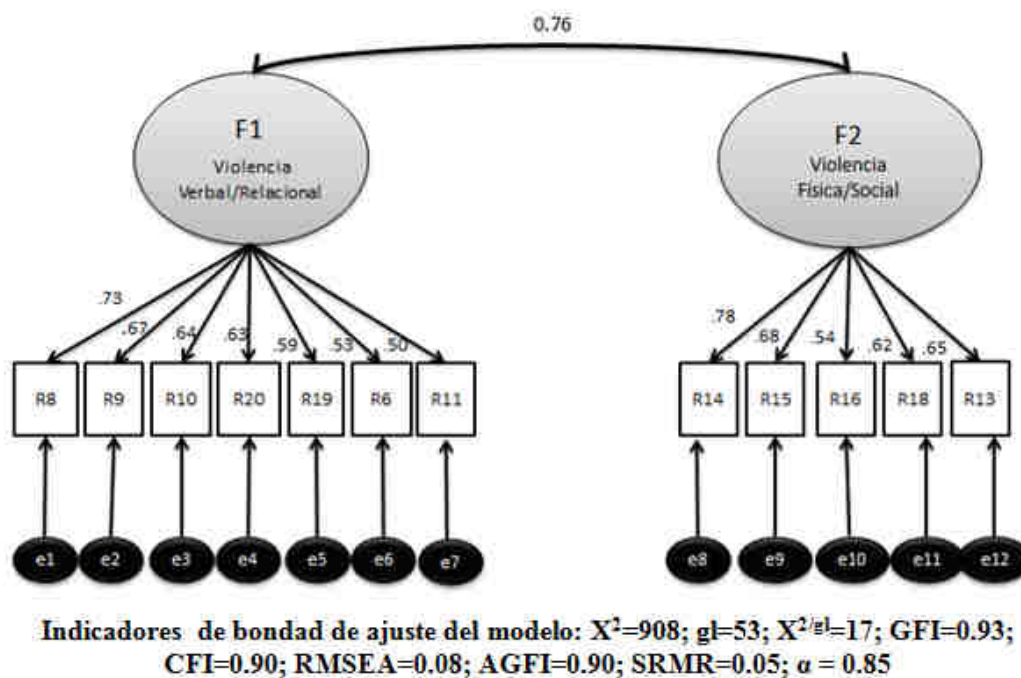 0.76
F1
Violencia
Verbal/Relacional
F2
Violencia
Física/Social
.73 .67 .64 .63 .59 .53 .50
.78 .68 .54 .62 .65
R8 R9 R10 R20 R19 R6 R11
R14 R15 R16 R18 R13
e1 e2 e3 e4 e5 e6 e7
e8 e9 e10 e11 e12
Indicadores de bondad de ajuste del modelo: X²=908; gl=53; X²/ᵍˡ=17; GFI=0.93;
CFI=0.90; RMSEA=0.08; AGFI=0.90; SRMR=0.05; α = 0.85